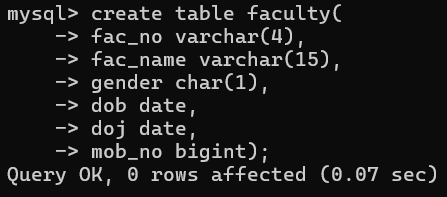 mysql> create table faculty(
    -> fac_no varchar(4),
    -> fac_name varchar(15),
    -> gender char(1),
    -> dob date,
    -> doj date,
    -> mob_no bigint);
Query OK, 0 rows affected (0.07 sec)